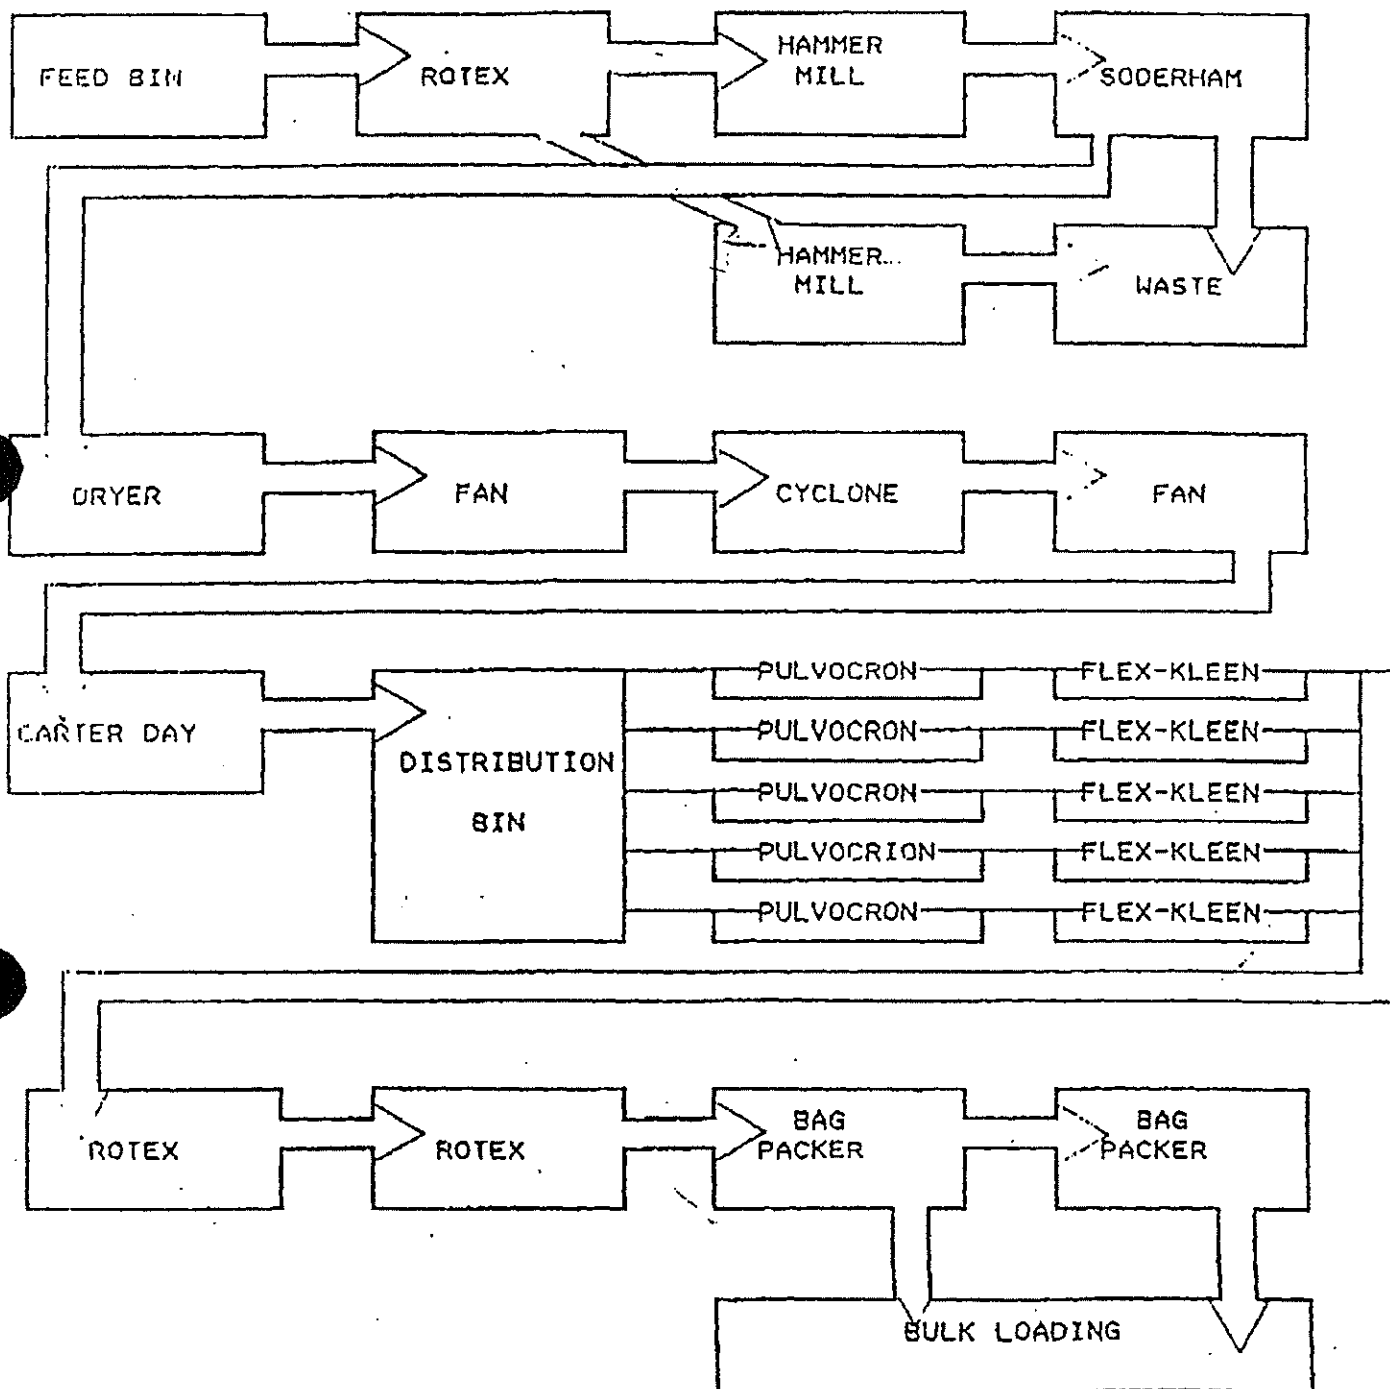 FEED BIN
ROTEX
HAMMER
MILL
SODERHAM
HAMMER
MILL
WASTE
DRYER
FAN
CYCLONE
FAN
CARTER DAY
DISTRIBUTION
BIN
PULVOCRON
FLEX-KLEEN
PULVOCRON
FLEX-KLEEN
PULVOCRON
FLEX-KLEEN
PULVOCRION
FLEX-KLEEN
PULVOCRON
FLEX-KLEEN
ROTEX
ROTEX
BAG
PACKER
BAG
PACKER
BULK LOADING